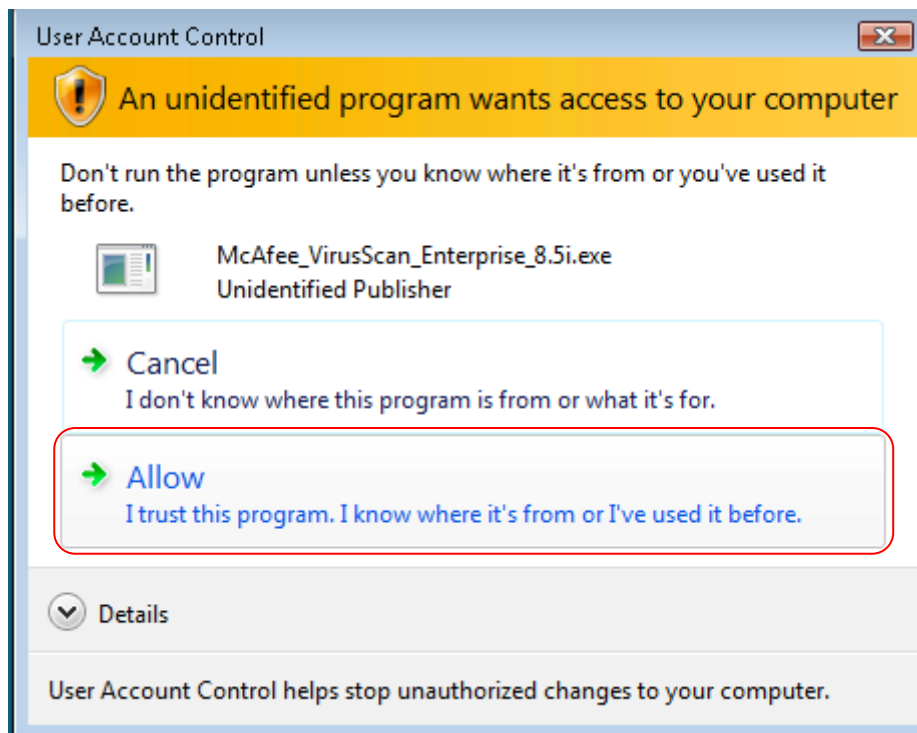 User Account Control
An unidentified program wants access to your computer
Don't run the program unless you know where it's from or you've used it
before.
McAfee_VirusScan_Enterprise_8.5i.exe
Unidentified Publisher
Cancel
I don't know where this program is from or what it's for.
Allow
I trust this program. I know where it's from or I've used it before.
Details
User Account Control helps stop unauthorized changes to your computer.